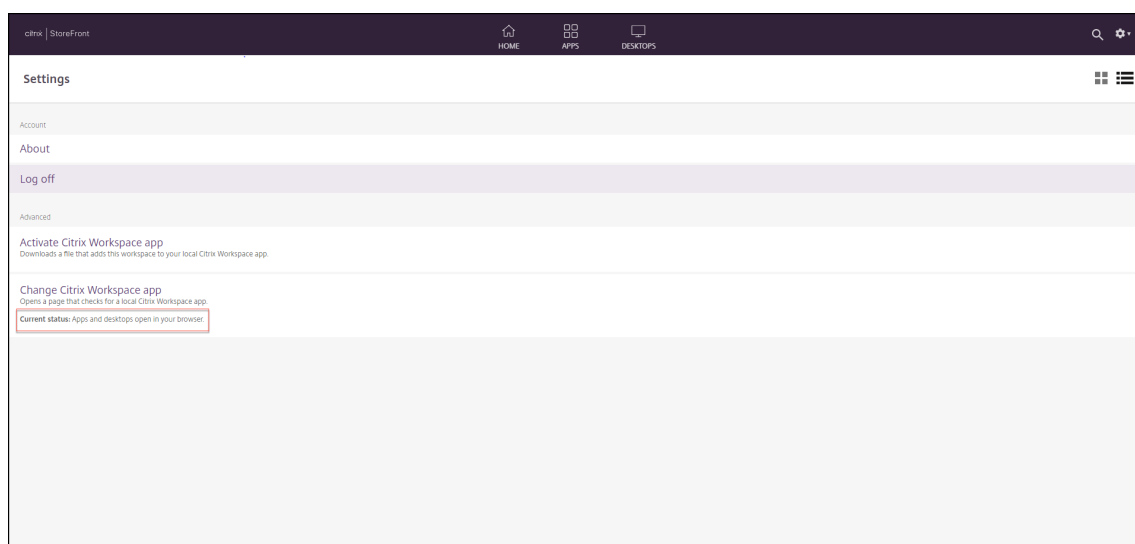 citrix | StoreFront
HOME
APPS
DESKTOPS
Settings
Account
About
Log off
Advanced
Activate Citrix Workspace app
Downloads a file that adds this workspace to your local Citrix Workspace app.
Change Citrix Workspace app
Opens a page that checks for a local Citrix Workspace app.
Current status: Apps and desktops open in your browser.